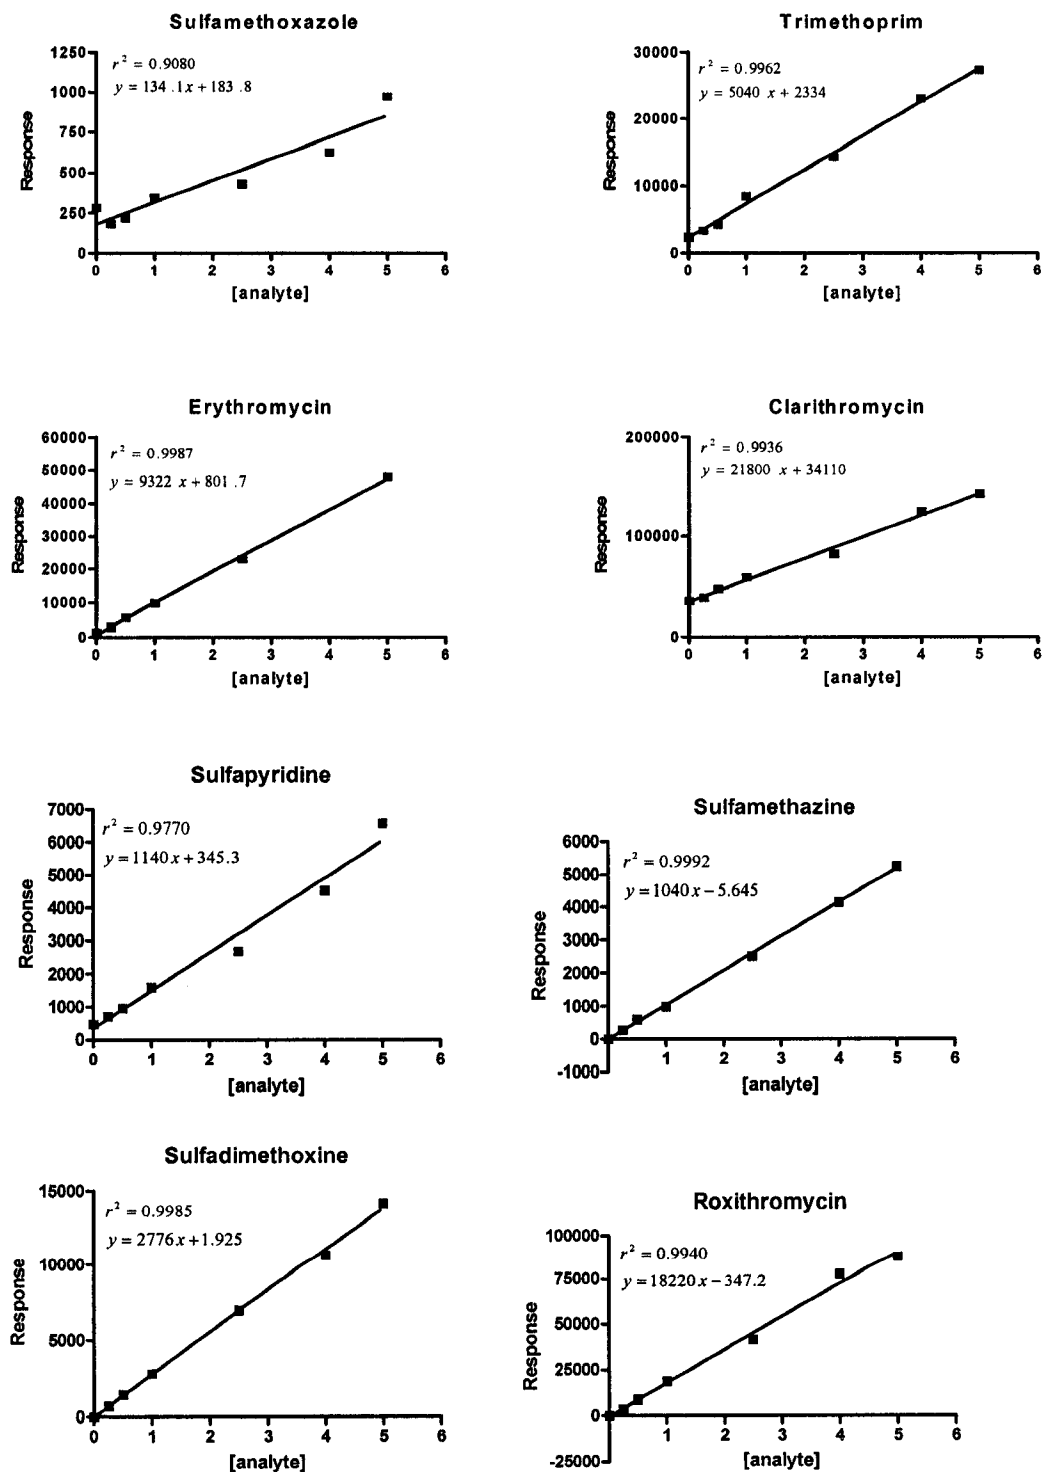 Sulfamethoxazole
r² = 0.9080
y = 134 .1x + 183 .8
1250
1000
750
500
250
0
Response
0 1 2 3 4 5 6
[analyte]
Trimethoprim
r² = 0.9962
y = 5040 x + 2334
30000
20000
10000
0
Response
0 1 2 3 4 5 6
[analyte]
Erythromycin
r² = 0.9987
y = 9322 x + 801 .7
60000
50000
40000
30000
20000
10000
0
Response
0 1 2 3 4 5 6
[analyte]
Clarithromycin
r² = 0.9936
y = 21800 x + 34110
200000
100000
0
Response
0 1 2 3 4 5 6
[analyte]
Sulfapyridine
r² = 0.9770
y = 1140x + 345.3
7000
6000
5000
4000
3000
2000
1000
0
Response
0 1 2 3 4 5 6
[analyte]
Sulfamethazine
r² = 0.9992
y = 1040x − 5.645
6000
5000
4000
3000
2000
1000
0
-1000
Response
1 2 3 4 5 6
[analyte]
Sulfadimethoxine
r² = 0.9985
y = 2776x + 1.925
15000
10000
5000
0
Response
0 1 2 3 4 5 6
[analyte]
Roxithromycin
r² = 0.9940
y = 18220x − 347.2
100000
75000
50000
25000
0
-25000
Response
1 2 3 4 5 6
[analyte]